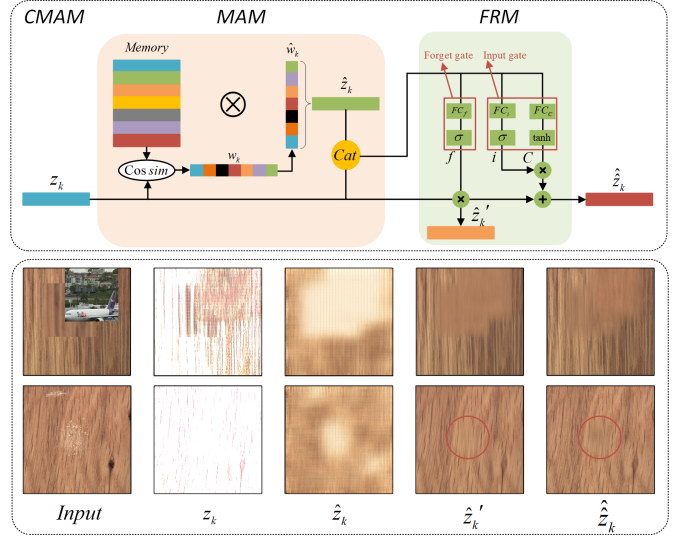 CMAM MAM FRM
Memory
ŵ_k
ẑ_k
Forget gate Input gate
FC_f FC_i FC_c
σ σ tanh
Cat
f i C
w_k
Cos sim
z_k
ẑ̂_k
ẑ_k′
FedEx
Input z_k ẑ_k ẑ_k′ ẑ̂_k